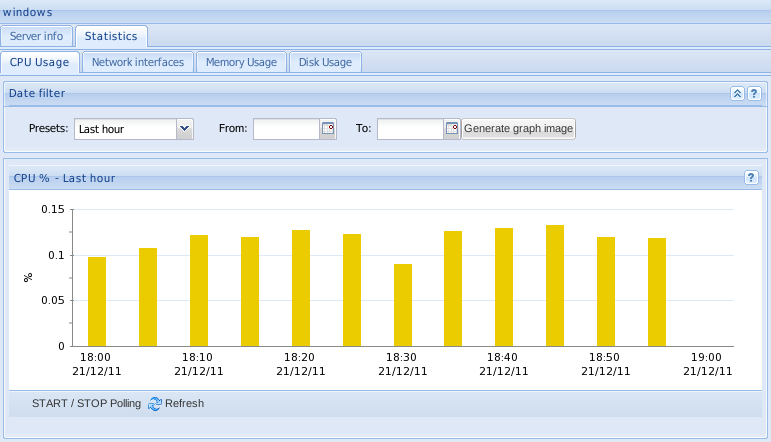 windows
Server info Statistics
CPU Usage Network interfaces Memory Usage Disk Usage
Date filter ?
Presets: Last hour From: To: Generate graph image
CPU % - Last hour ?
0.15
0.1
%
0.05
0
18:00 18:10 18:20 18:30 18:40 18:50 19:00
21/12/11 21/12/11 21/12/11 21/12/11 21/12/11 21/12/11 21/12/11
START / STOP Polling Refresh